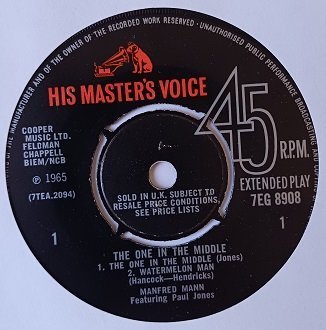 MANUFACTURER AND OF THE OWNER OF THE RECORDED WORK RESERVED · UNAUTHORISED PUBLIC PERFORMANCE, BROADCASTING AND COPYING
HIS MASTER'S VOICE
45
R.P.M.
COOPER
MUSIC LTD.
FELDMAN
CHAPPELL
BIEM/NCB
Ⓟ 1965
(7TEA.2094)
SOLD IN U.K. SUBJECT TO
RESALE PRICE CONDITIONS,
SEE PRICE LISTS
EXTENDED PLAY
7EG 8908
1
1
THE ONE IN THE MIDDLE
1. THE ONE IN THE MIDDLE (Jones)
2. WATERMELON MAN
(Hancock—Hendricks)
MANFRED MANN
Featuring Paul Jones